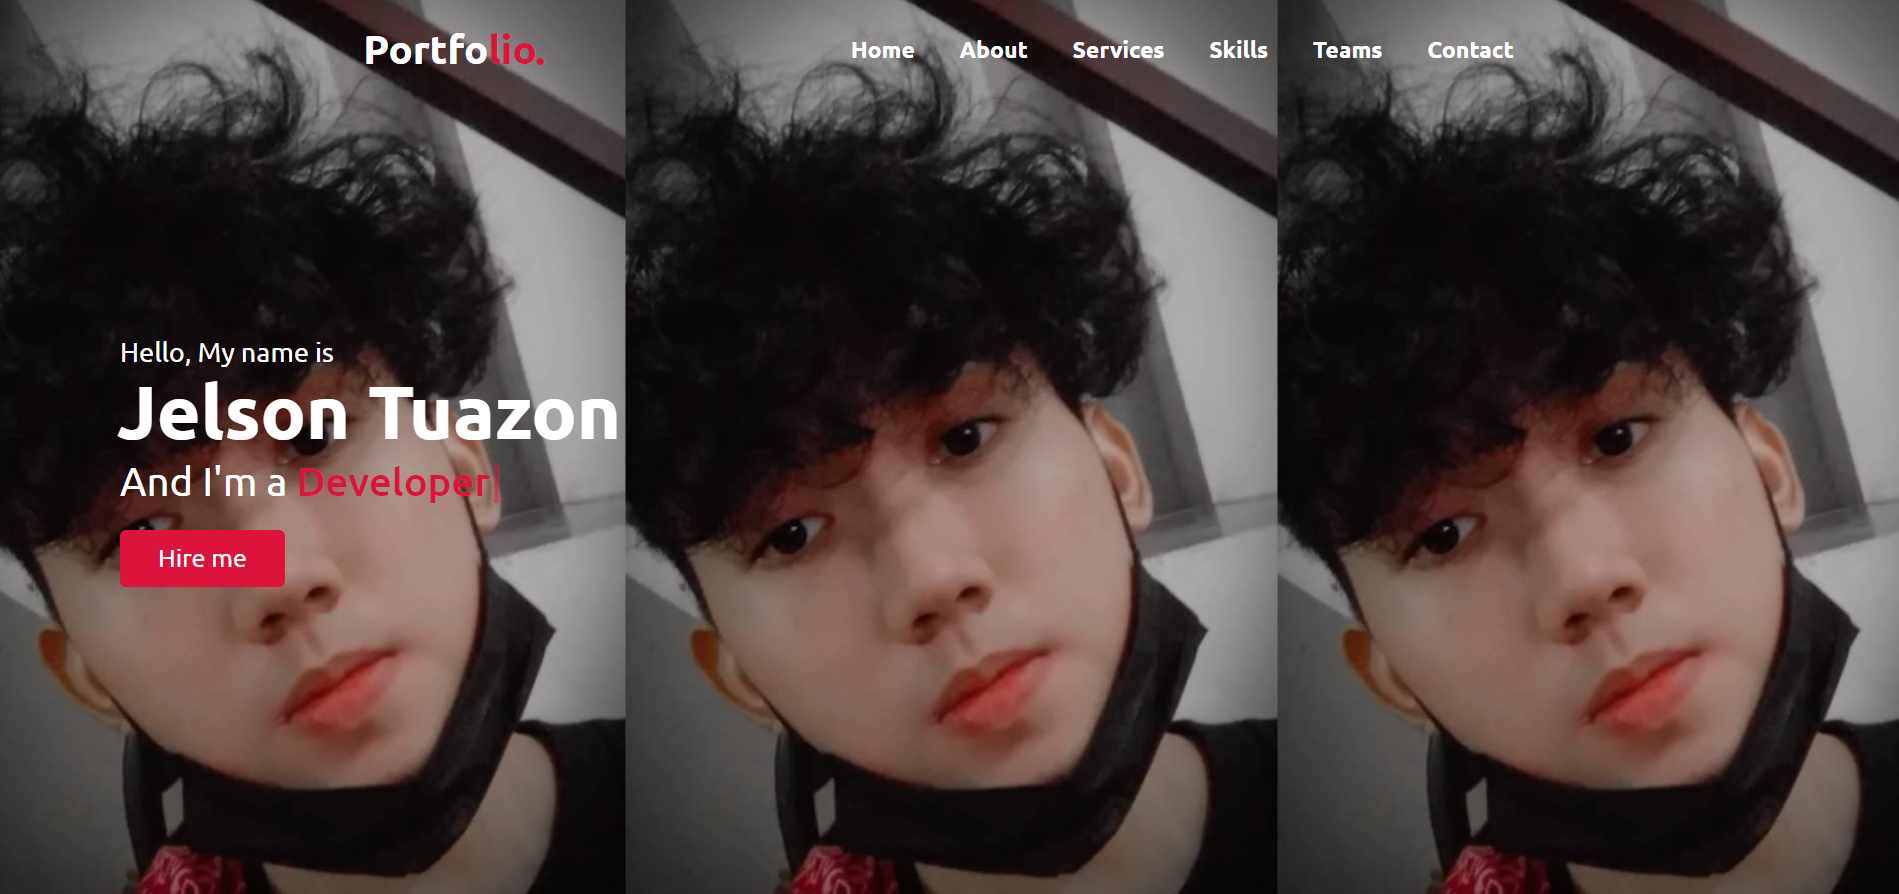 Portfolio.
Home About Services Skills Teams Contact
Hello, My name is
Jelson Tuazon
And I'm a Developer|
Hire me